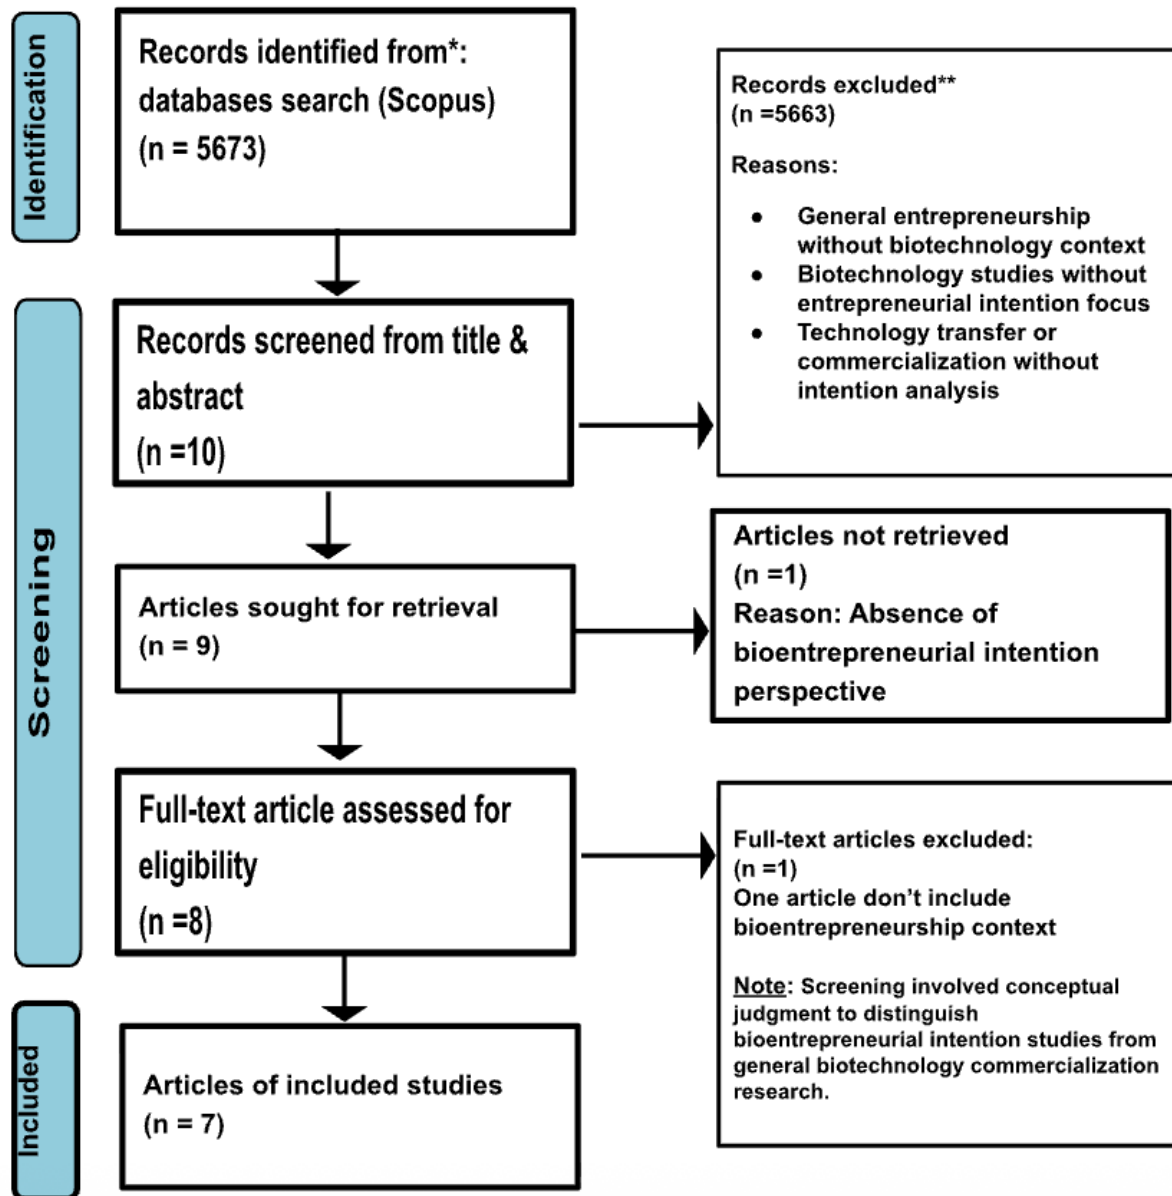 Identification
Records identified from*:
databases search (Scopus)
(n = 5673)
Records excluded**
(n =5663)
Reasons:
● General entrepreneurship
without biotechnology context
● Biotechnology studies without
entrepreneurial intention focus
● Technology transfer or
commercialization without
intention analysis
Screening
Records screened from title &
abstract
(n =10)
Articles sought for retrieval
(n = 9)
Articles not retrieved
(n =1)
Reason: Absence of
bioentrepreneurial intention
perspective
Full-text article assessed for
eligibility
(n =8)
Full-text articles excluded:
(n =1)
One article don’t include
bioentrepreneurship context
Note: Screening involved conceptual
judgment to distinguish
bioentrepreneurial intention studies from
general biotechnology commercialization
research.
Included
Articles of included studies
(n = 7)